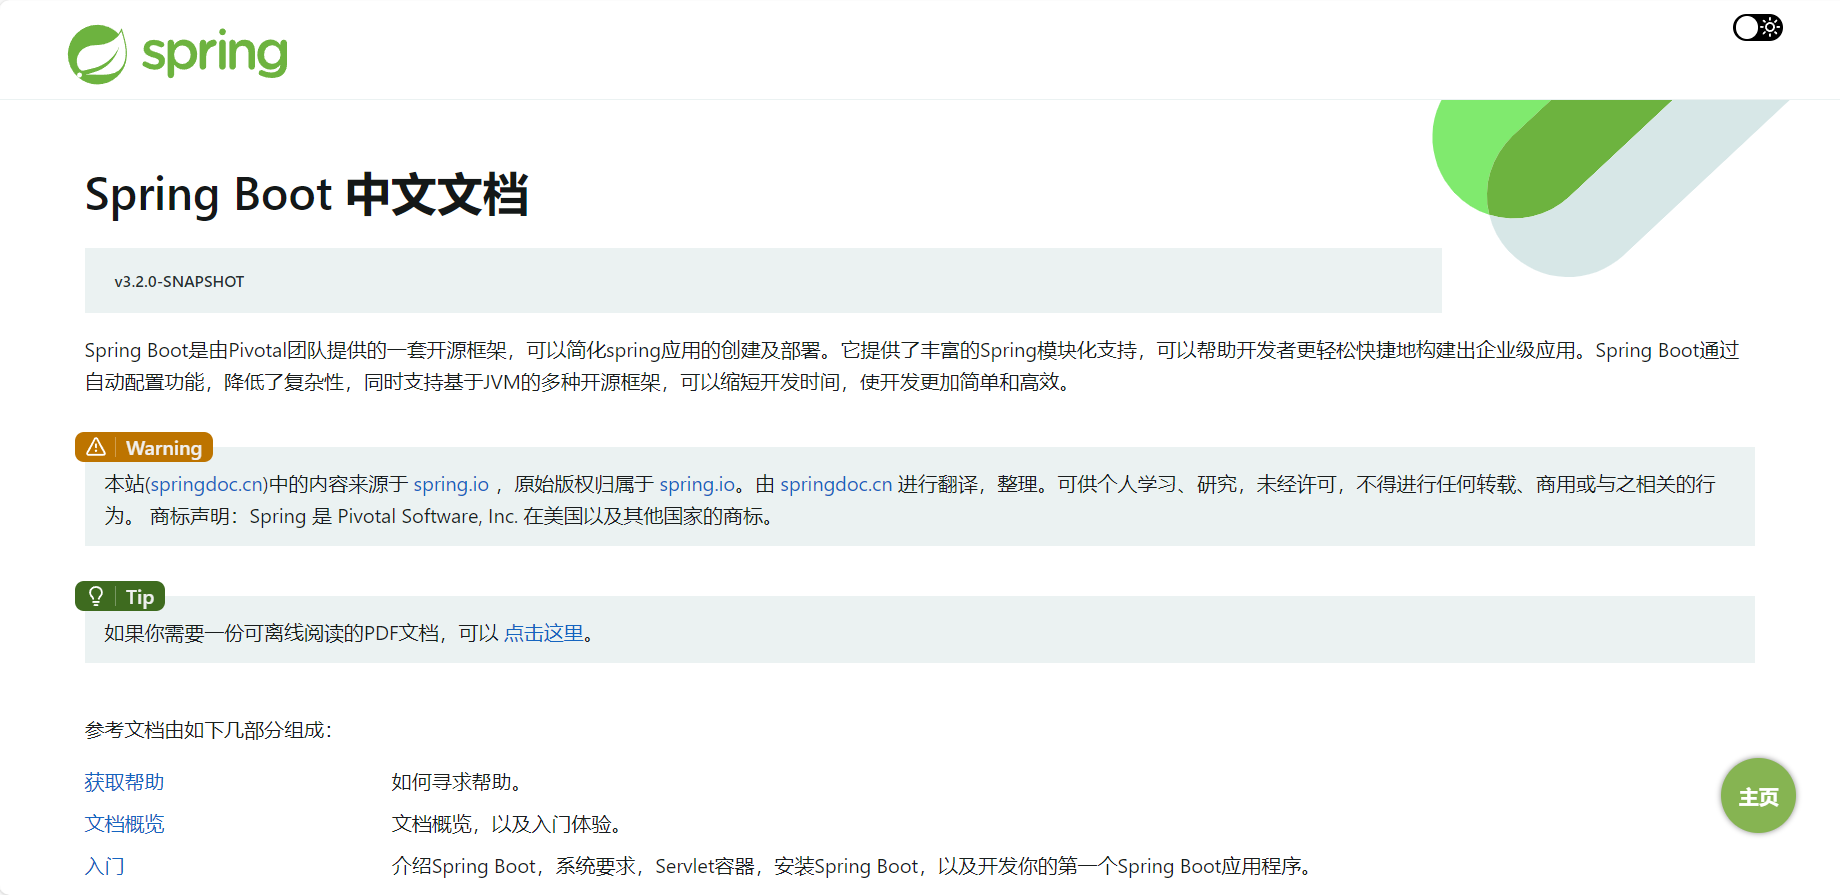 spring
Spring Boot 中文文档
v3.2.0-SNAPSHOT
Spring Boot是由Pivotal团队提供的一套开源框架，可以简化spring应用的创建及部署。它提供了丰富的Spring模块化支持，可以帮助开发者更轻松快捷地构建出企业级应用。Spring Boot通过
自动配置功能，降低了复杂性，同时支持基于JVM的多种开源框架，可以缩短开发时间，使开发更加简单和高效。
Warning
本站(springdoc.cn)中的内容来源于 spring.io ，原始版权归属于 spring.io。由 springdoc.cn 进行翻译，整理。可供个人学习、研究，未经许可，不得进行任何转载、商用或与之相关的行
为。 商标声明：Spring 是 Pivotal Software, Inc. 在美国以及其他国家的商标。
Tip
如果你需要一份可离线阅读的PDF文档，可以 点击这里。
参考文档由如下几部分组成：
获取帮助 如何寻求帮助。
文档概览 文档概览，以及入门体验。
入门 介绍Spring Boot，系统要求，Servlet容器，安装Spring Boot，以及开发你的第一个Spring Boot应用程序。
主页